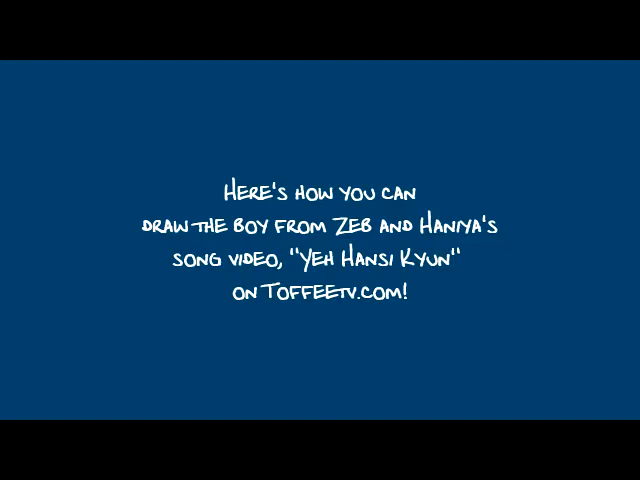 Here's how you can
draw the boy from Zeb and Haniya's
song video, "Yeh Hansi Kyun"
on Toffeetv.com!